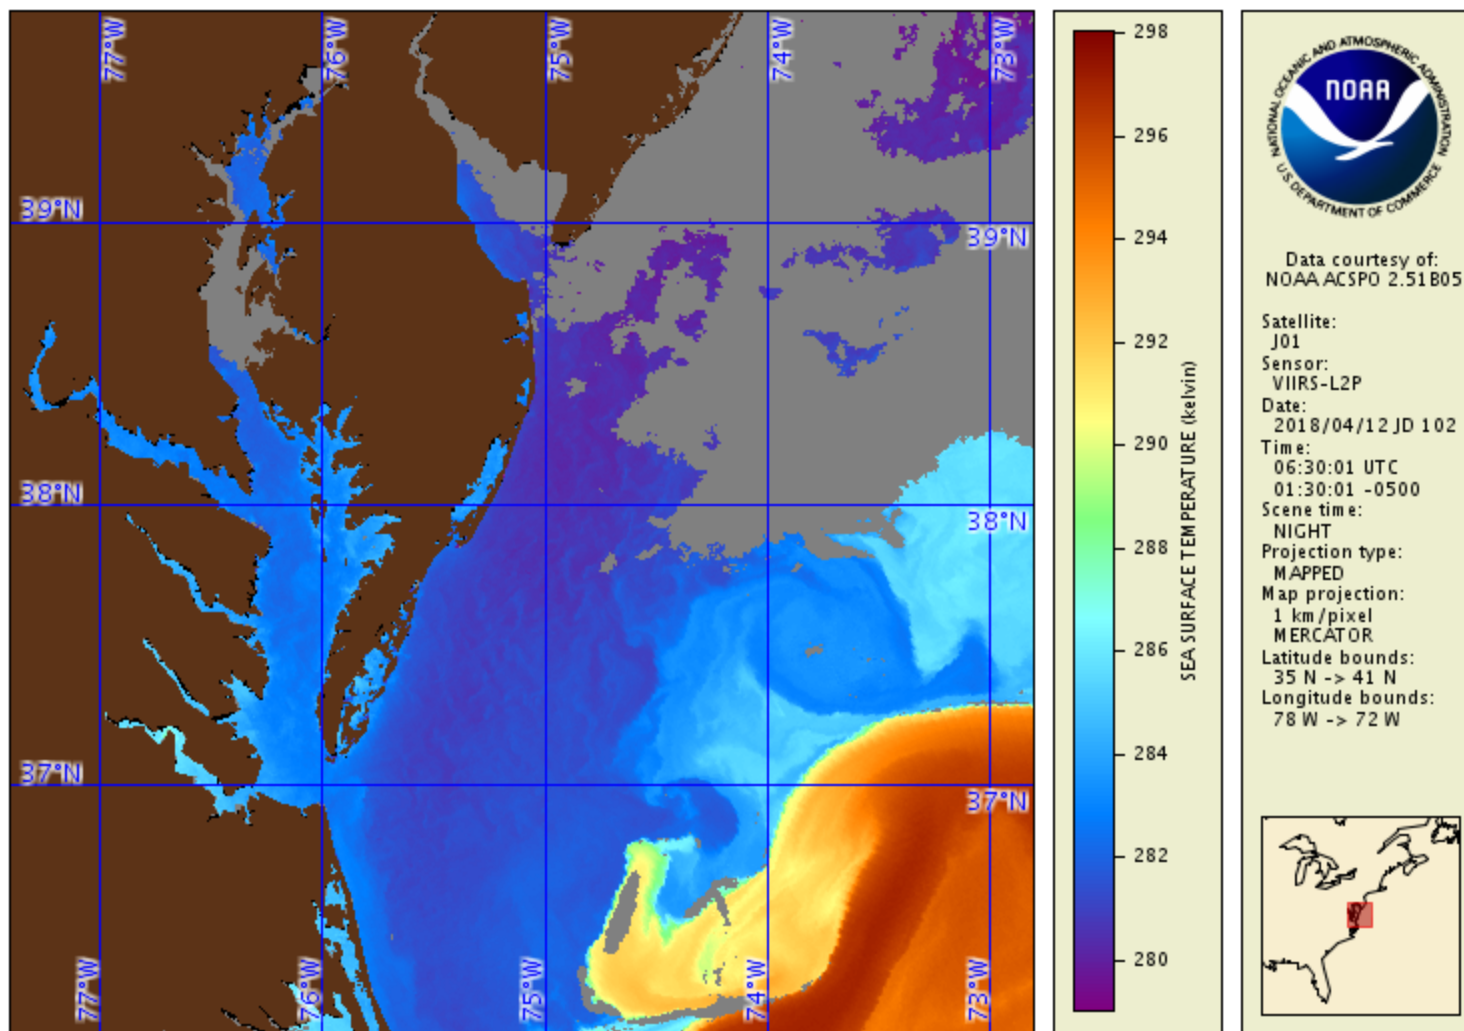 77°W
76°W
75°W
74°W
73°W
39°N
39°N
38°N
38°N
37°N
37°N
77°W
76°W
75°W
74°W
73°W
298
296
294
292
290
288
286
284
282
280
SEA SURFACE TEMPERATURE (kelvin)
NATIONAL OCEANIC AND ATMOSPHERIC ADMINISTRATION
NOAA
U.S. DEPARTMENT OF COMMERCE
Data courtesy of:
NOAA ACSPO 2.51B05
Satellite:
J01
Sensor:
VIIRS-L2P
Date:
2018/04/12 JD 102
Time:
06:30:01 UTC
01:30:01 -0500
Scene time:
NIGHT
Projection type:
MAPPED
Map projection:
1 km/pixel
MERCATOR
Latitude bounds:
35 N -> 41 N
Longitude bounds:
78 W -> 72 W